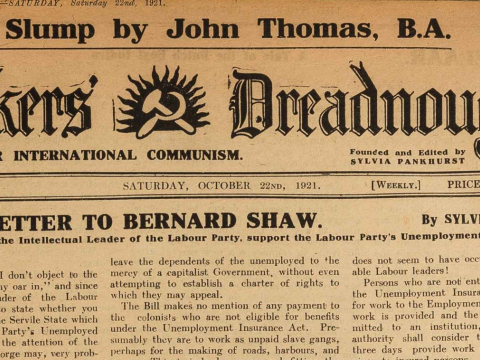 —SATURDAY, Saturday 22nd, 1921.
Slump by John Thomas, B.A.
kers' Dreadnou
R INTERNATIONAL COMMUNISM.
Founded and Edited by
SYLVIA PANKHURST
SATURDAY, OCTOBER 22ND, 1921.
[WEEKLY.]
PRICE
ETTER TO BERNARD SHAW.
By SYLV
the Intellectual Leader of the Labour Party, support the Labour Party's Unemployment
I don't object to the
ny oar in," and since
der of the Labour
to state whether you
e Servile State which
Party's Unemployed
the attention of the
orge may, very prob-
leave the dependents of the unemployed to the
mercy of a capitalist Government, without even
attempting to establish a charter of rights to
which they may appeal.
The Bill makes no mention of any payment to
the colonists who are not eligible for benefits
under the Unemployment Insurance Act. Pre-
sumably they are to work as unpaid slave gangs,
perhaps for the making of roads, harbours, and
does not seem to have occ
able Labour leaders!
Persons who are not ent
the Unemployment Insur
for work to the Employmen
work is provided and the
mitted to an institution,
authority shall consider t
three days provide work